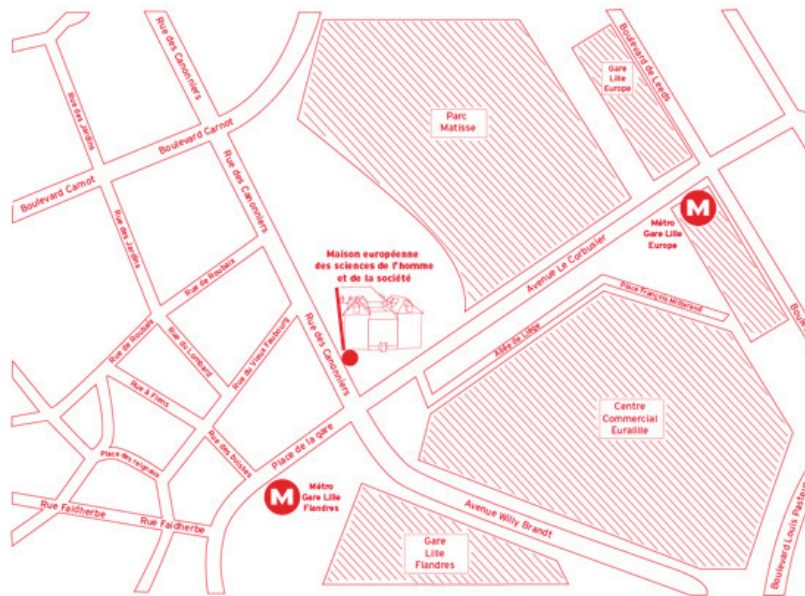 Rue des Canonniers
Boulevard de Leeds
Gare
Lille
Europe
Rue des Jardins
Boulevard Carnot
Parc
Matisse
Boulevard Carnot
Rue des Canonniers
M
Métro
Gare Lille
Europe
Rue des Jardins
Maison européenne
des sciences de l'homme
et de la société
Rue de Roubaix
Avenue Le Corbusier
Place François Mitterand
Rue de Roubaix
Rue du Lombard
Rue du Vieux Faubourg
Rue des Canonniers
Allée de Liège
Rue à Fiens
Centre
Commercial
Euralille
Place de la gare
Rue des buisses
Place des reignaux
M
Métro
Gare Lille
Flandres
Rue Faidherbe
Rue Faidherbe
Avenue Willy Brandt
Gare
Lille
Flandres
Boulevard Louis Pasteur